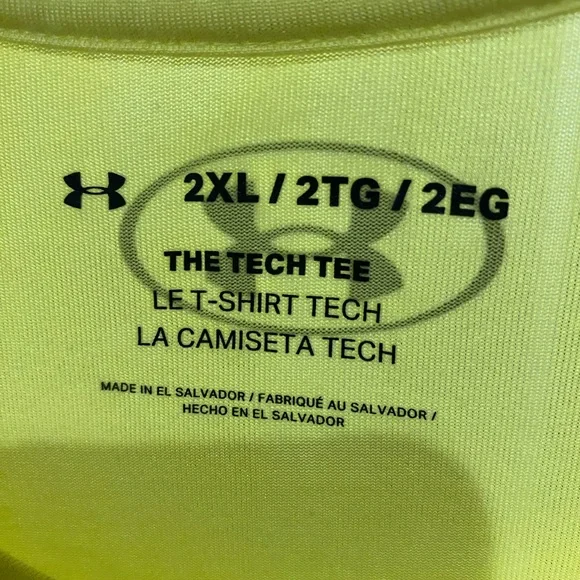 2XL / 2TG / 2EG
THE TECH TEE
LE T-SHIRT TECH
LA CAMISETA TECH
MADE IN EL SALVADOR / FABRIQUÉ AU SALVADOR /
HECHO EN EL SALVADOR